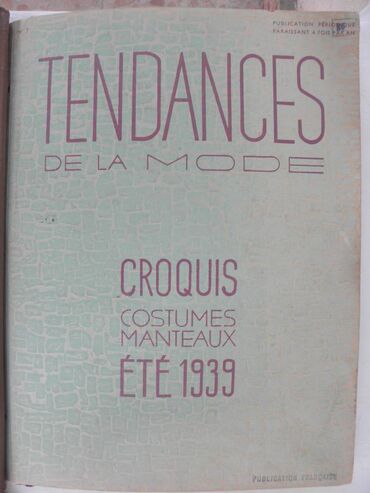 PUBLICATION PÉRIODIQUE
PARAISSANT 4 FOIS PAR AN
TENDANCES
DE LA MODE
CROQUIS
COSTUMES
MANTEAUX
ÉTÉ 1939
PUBLICATION FRANÇAISE